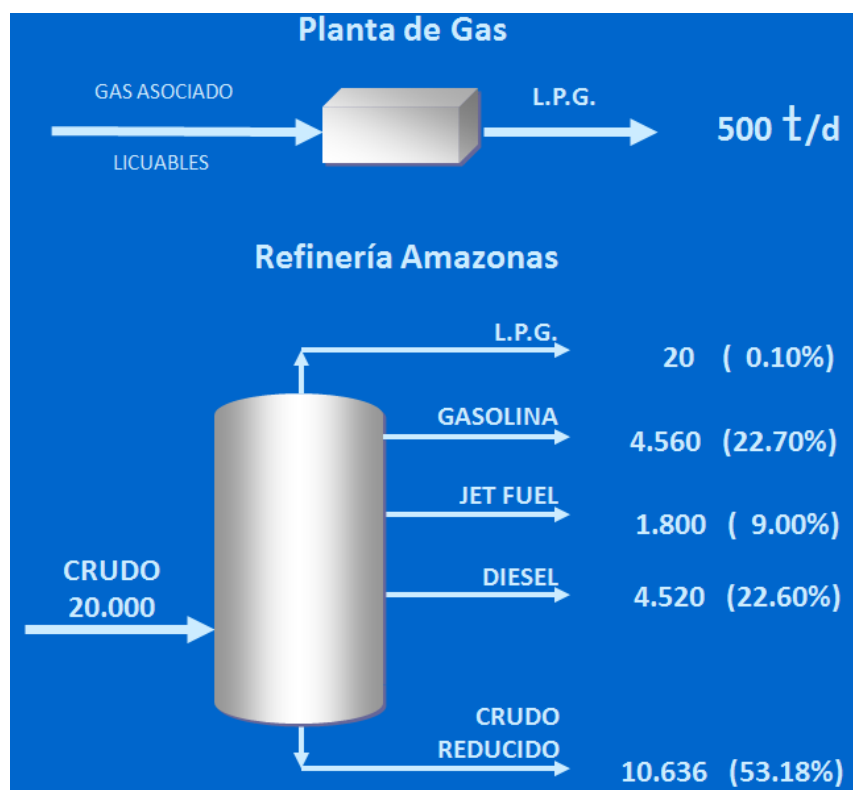 Planta de Gas
GAS ASOCIADO
LICUABLES
L.P.G.
500 t/d
Refinería Amazonas
L.P.G.
20 ( 0.10%)
GASOLINA
4.560 (22.70%)
JET FUEL
1.800 ( 9.00%)
CRUDO
20.000
DIESEL
4.520 (22.60%)
CRUDO
REDUCIDO
10.636 (53.18%)